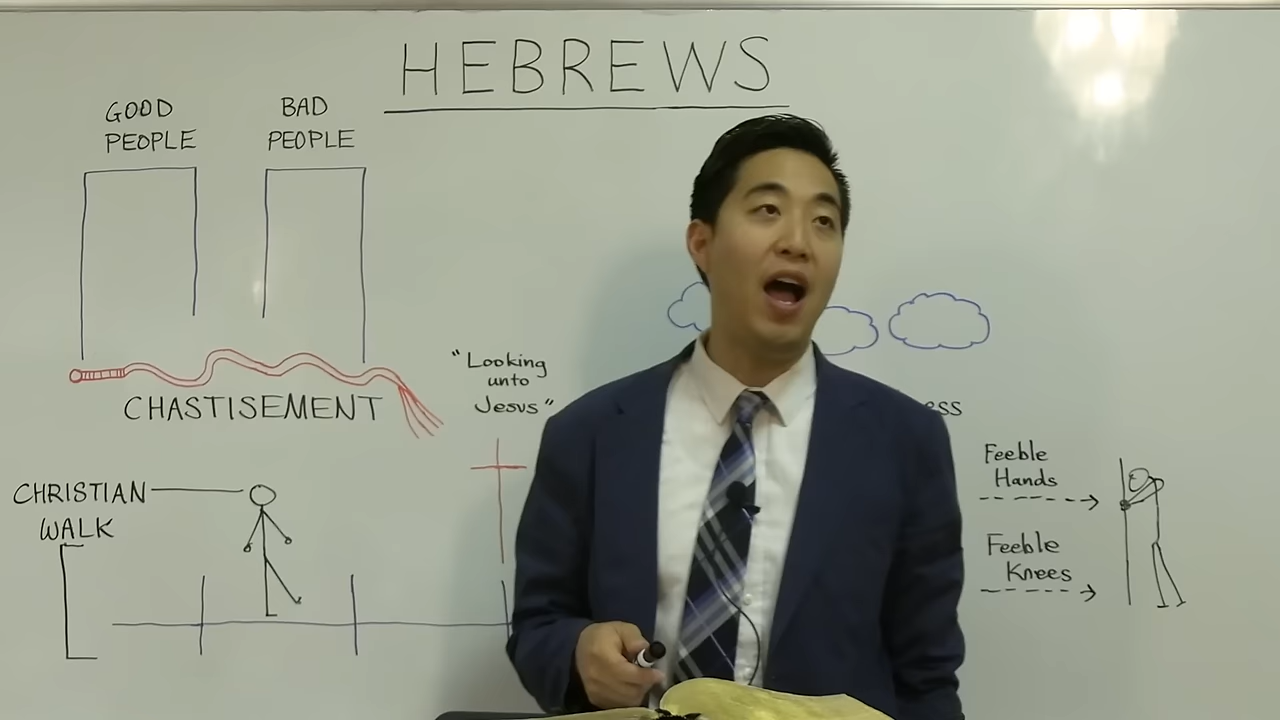 HEBREWS
GOOD
PEOPLE
BAD
PEOPLE
CHASTISEMENT
"Looking
unto
Jesus"
CHRISTIAN
WALK
Feeble
Hands
Feeble
Knees